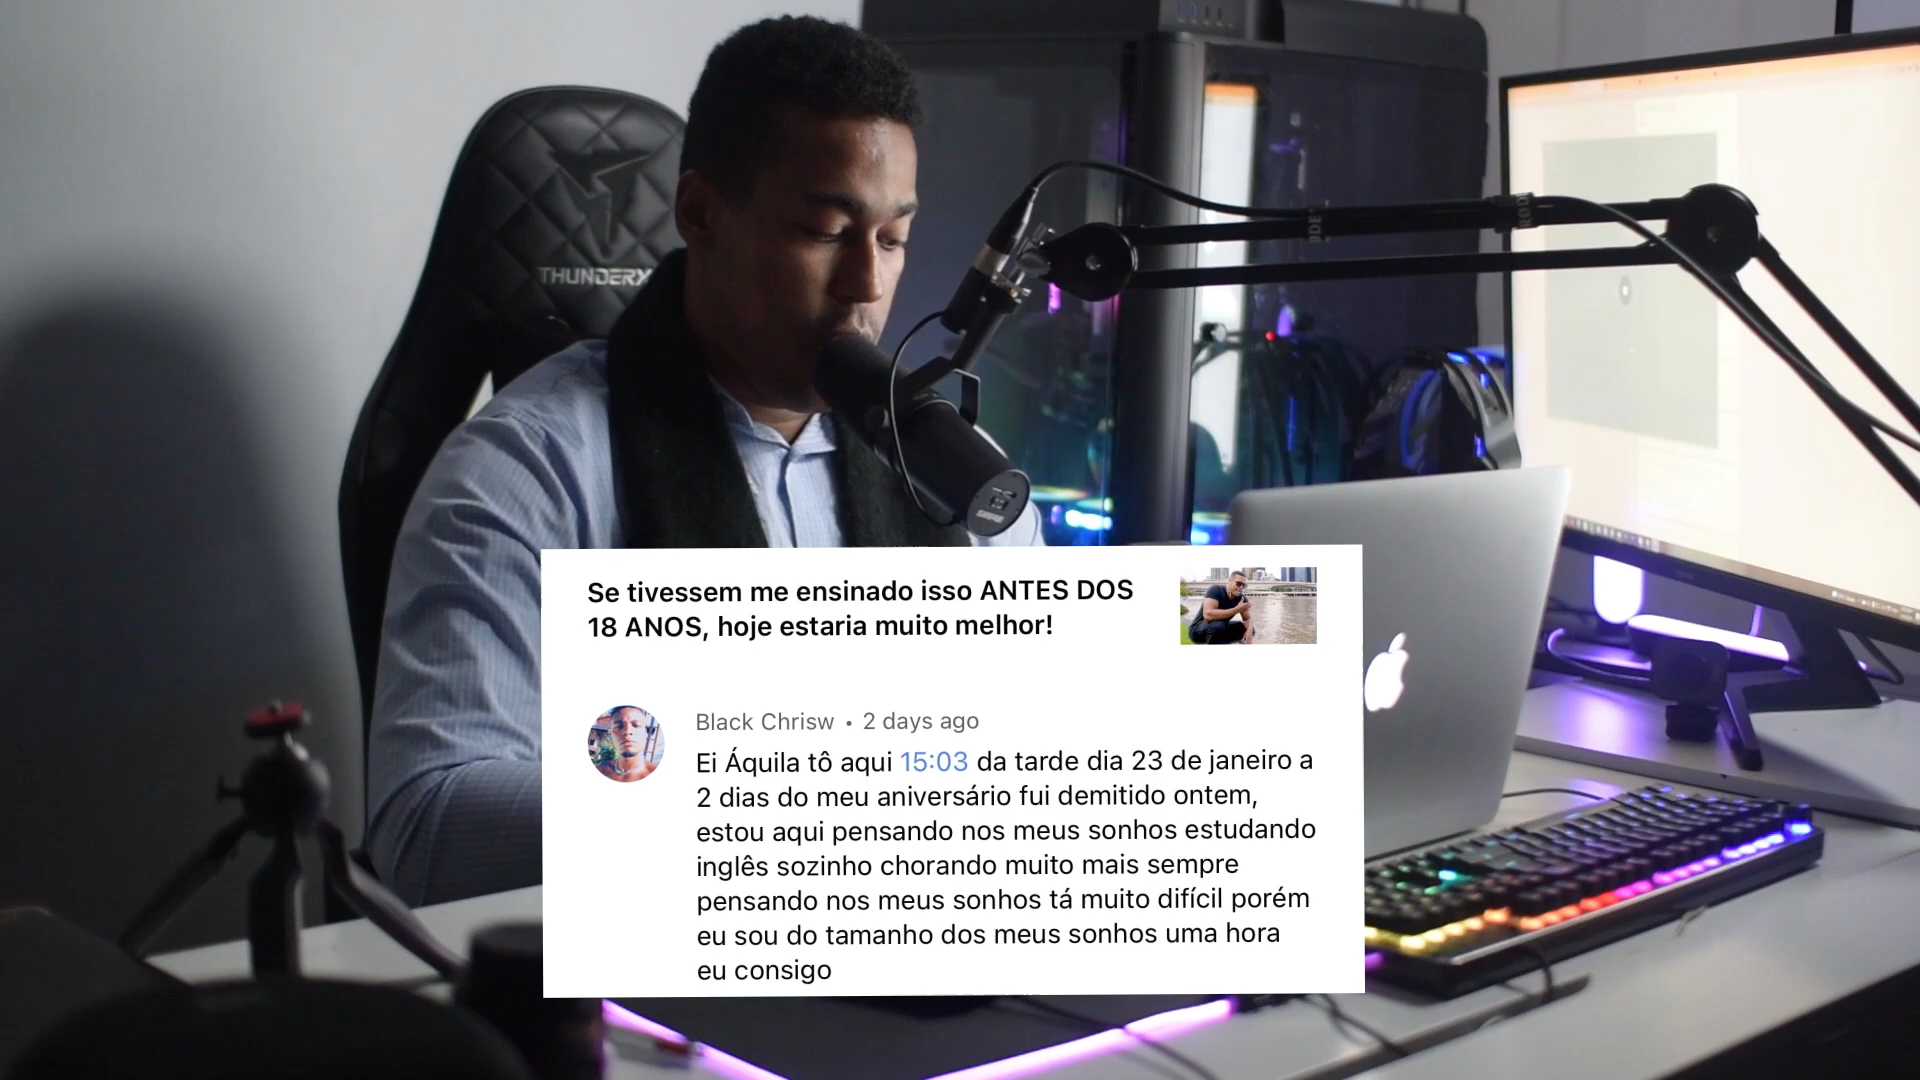 THUNDERX
RODE
SHURE
Se tivessem me ensinado isso ANTES DOS
18 ANOS, hoje estaria muito melhor!
Black Chrisw • 2 days ago
Ei Áquila tô aqui 15:03 da tarde dia 23 de janeiro a
2 dias do meu aniversário fui demitido ontem,
estou aqui pensando nos meus sonhos estudando
inglês sozinho chorando muito mais sempre
pensando nos meus sonhos tá muito difícil porém
eu sou do tamanho dos meus sonhos uma hora
eu consigo